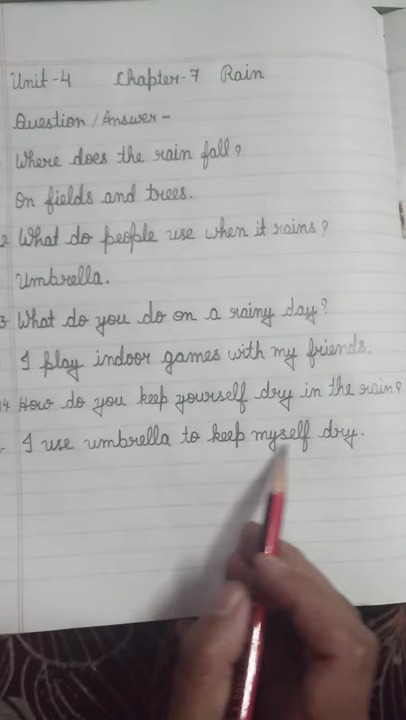 Unit-4 Chapter-7 Rain
Question/Answer-
Where does the rain fall?
On fields and trees.
2. What do people use when it rains?
Umbrella.
3. What do you do on a rainy day?
I play indoor games with my friends.
4. How do you keep yourself dry in the rain?
I use umbrella to keep myself dry.